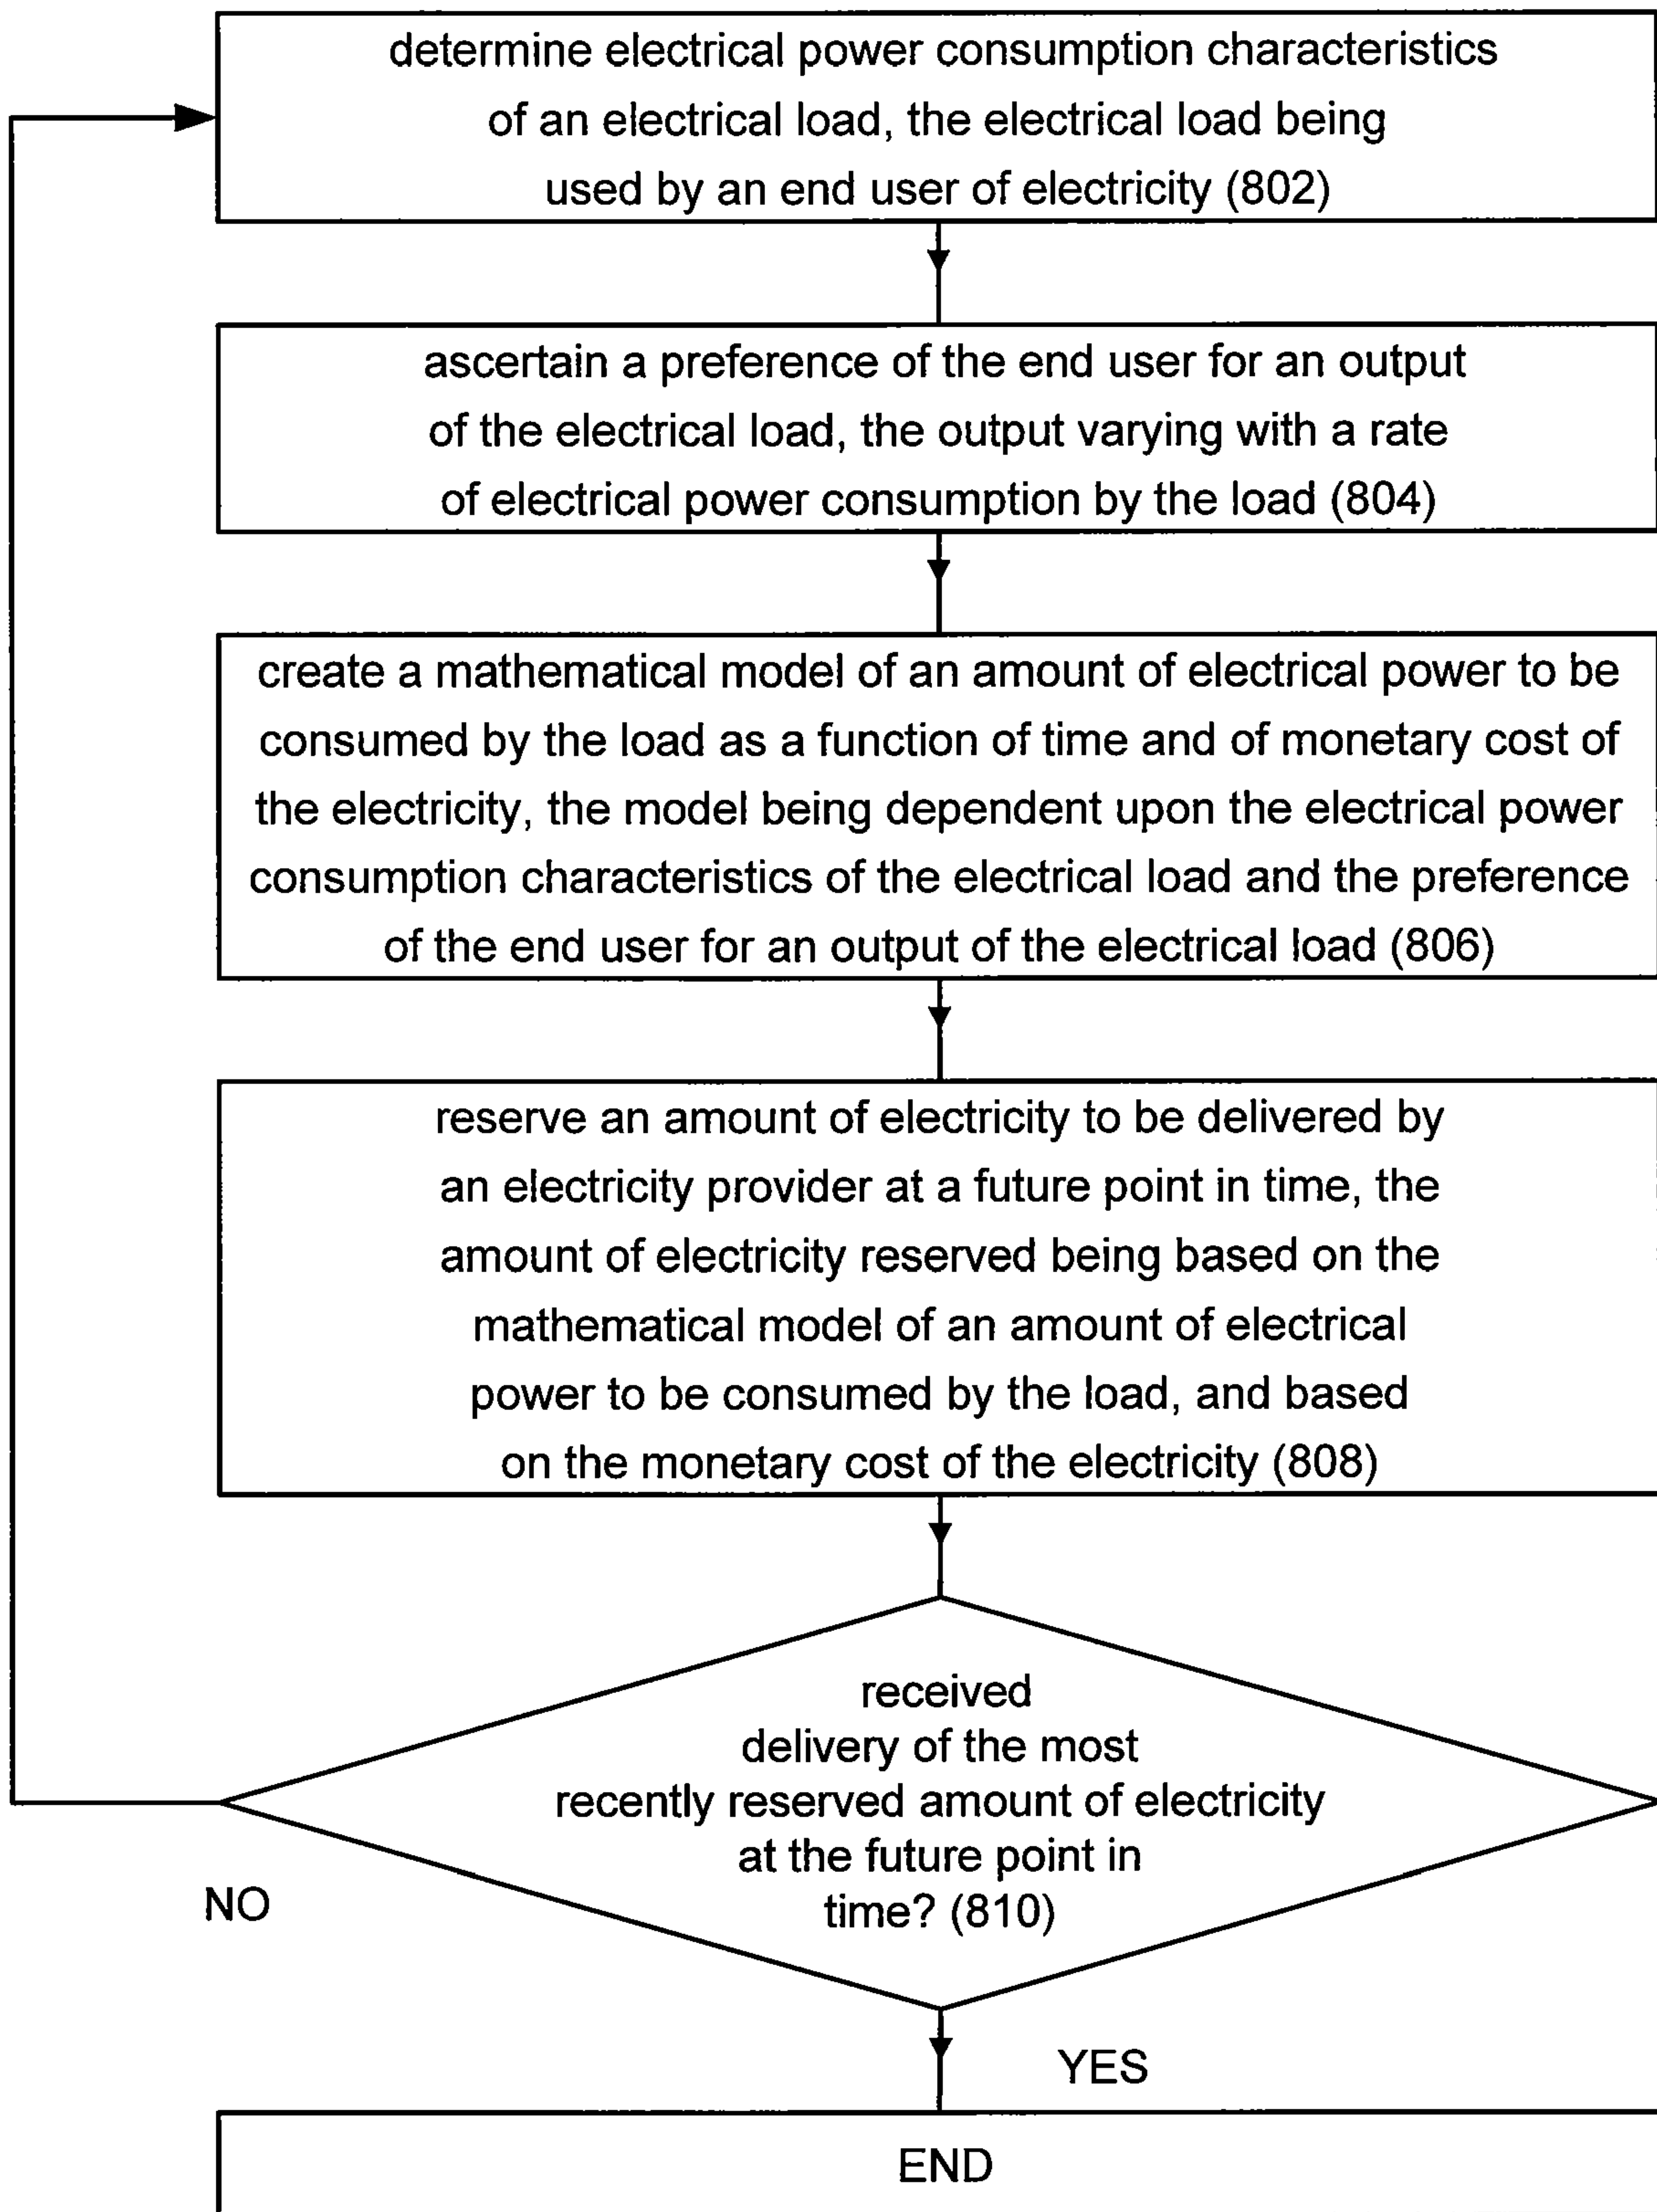 determine electrical power consumption characteristics
of an electrical load, the electrical load being
used by an end user of electricity (802)
ascertain a preference of the end user for an output
of the electrical load, the output varying with a rate
of electrical power consumption by the load (804)
create a mathematical model of an amount of electrical power to be
consumed by the load as a function of time and of monetary cost of
the electricity, the model being dependent upon the electrical power
consumption characteristics of the electrical load and the preference
of the end user for an output of the electrical load (806)
reserve an amount of electricity to be delivered by
an electricity provider at a future point in time, the
amount of electricity reserved being based on the
mathematical model of an amount of electrical
power to be consumed by the load, and based
on the monetary cost of the electricity (808)
received
delivery of the most
recently reserved amount of electricity
at the future point in
time? (810)
NO
YES
END